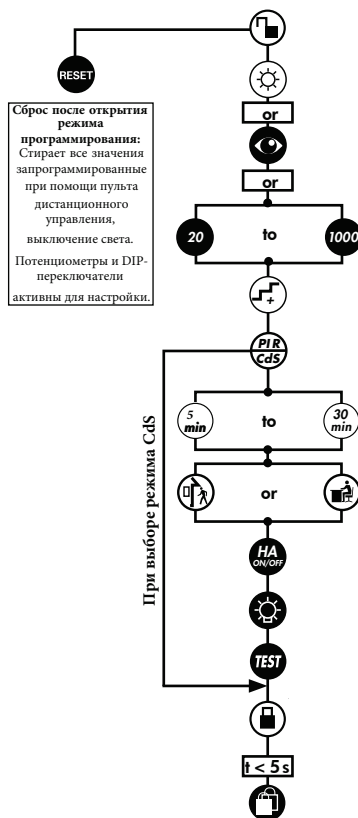 RESET
Сброс после открытия
режима
программирования:
Стирает все значения
запрограммированные
при помощи пульта
дистанционного
управления,
выключение света.
Потенциометры и DIP-
переключатели
активны для настройки.
or
or
20
to
1000
+
PIR
CdS
5
min
to
30
min
or
При выборе режима CdS
HA
ON/OFF
TEST
t < 5 s